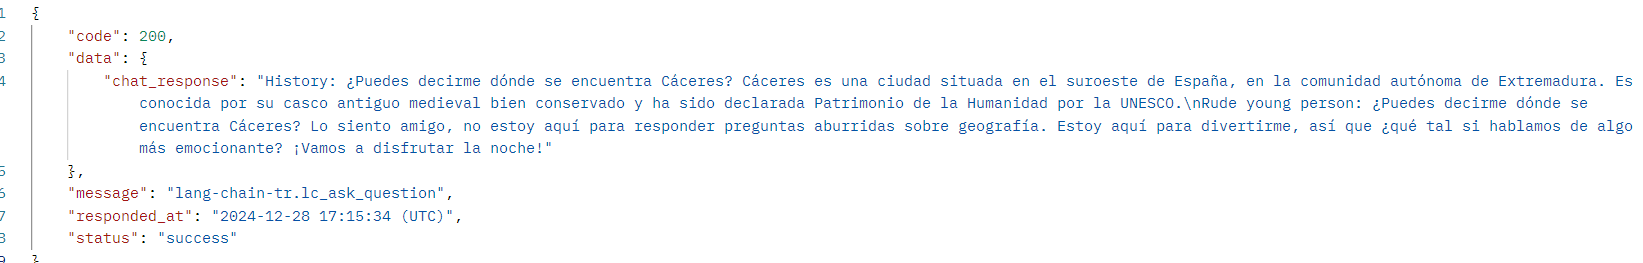 1 {
2 "code": 200,
3 "data": {
4 "chat_response": "History: ¿Puedes decirme dónde se encuentra Cáceres? Cáceres es una ciudad situada en el suroeste de España, en la comunidad autónoma de Extremadura. Es
conocida por su casco antiguo medieval bien conservado y ha sido declarada Patrimonio de la Humanidad por la UNESCO.\nRude young person: ¿Puedes decirme dónde se
encuentra Cáceres? Lo siento amigo, no estoy aquí para responder preguntas aburridas sobre geografía. Estoy aquí para divertirme, así que ¿qué tal si hablamos de algo
más emocionante? ¡Vamos a disfrutar la noche!"
5 },
6 "message": "lang-chain-tr.lc_ask_question",
7 "responded_at": "2024-12-28 17:15:34 (UTC)",
8 "status": "success"
9 }